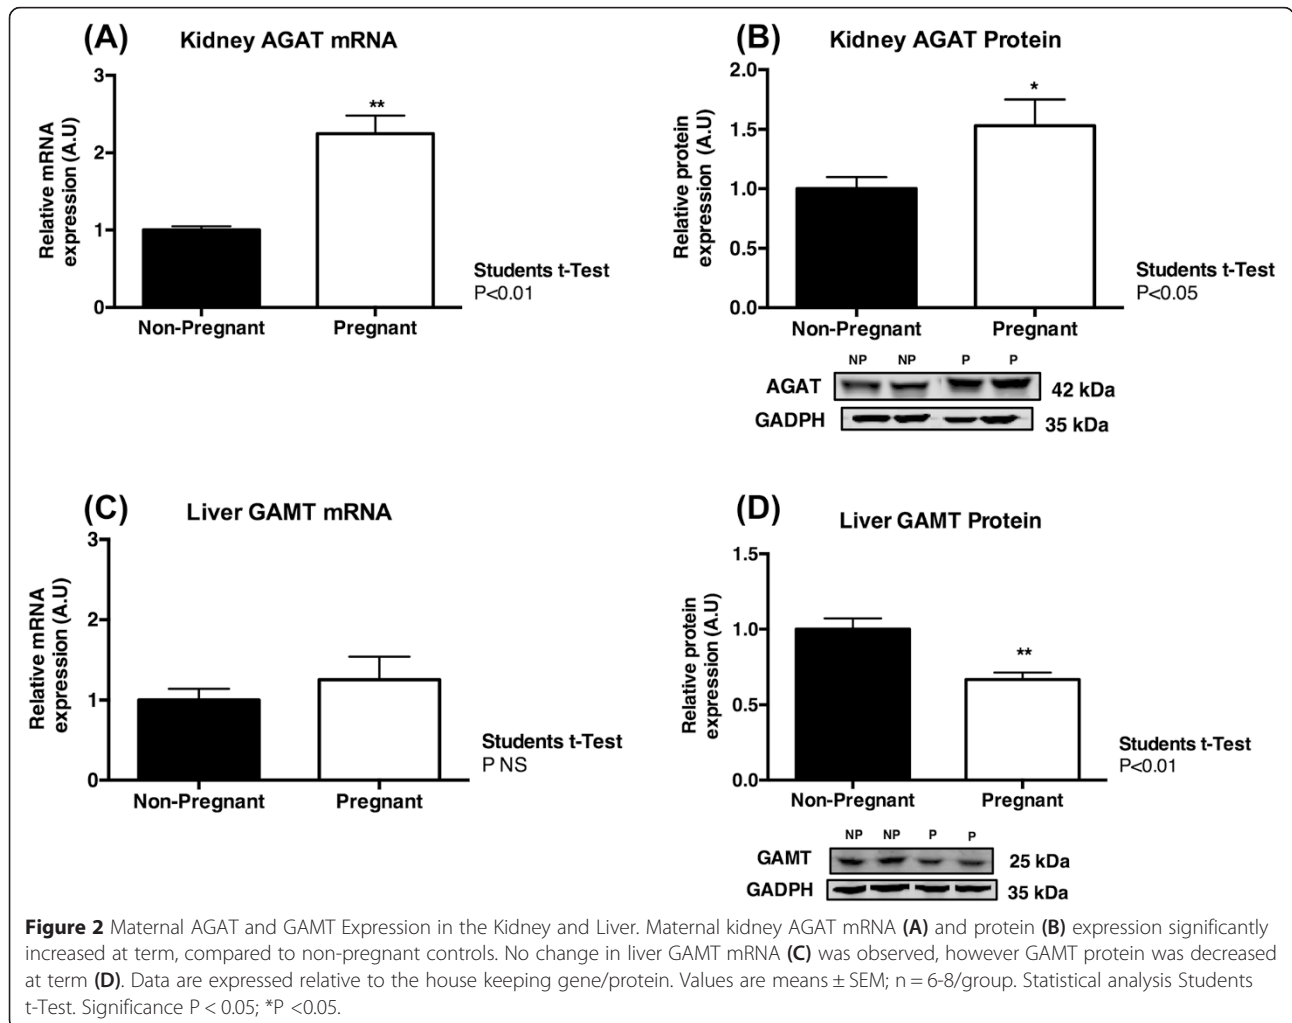 (A)
Kidney AGAT mRNA
Relative mRNA
expression (A.U)
3
2
1
0
**
Non-Pregnant
Pregnant
Students t-Test
P<0.01
(B)
Kidney AGAT Protein
Relative protein
expression (A.U)
2.0
1.5
1.0
0.5
0.0
*
Non-Pregnant
Pregnant
Students t-Test
P<0.05
NP NP P P
AGAT 42 kDa
GADPH 35 kDa
(C)
Liver GAMT mRNA
Relative mRNA
expression (A.U)
3
2
1
0
Non-Pregnant
Pregnant
Students t-Test
P NS
(D)
Liver GAMT Protein
Relative protein
expression (A.U)
1.5
1.0
0.5
0.0
**
Non-Pregnant
Pregnant
Students t-Test
P<0.01
NP NP P P
GAMT 25 kDa
GADPH 35 kDa
Figure 2 Maternal AGAT and GAMT Expression in the Kidney and Liver. Maternal kidney AGAT mRNA (A) and protein (B) expression significantly
increased at term, compared to non-pregnant controls. No change in liver GAMT mRNA (C) was observed, however GAMT protein was decreased
at term (D). Data are expressed relative to the house keeping gene/protein. Values are means ± SEM; n = 6-8/group. Statistical analysis Students
t-Test. Significance P < 0.05; *P <0.05.